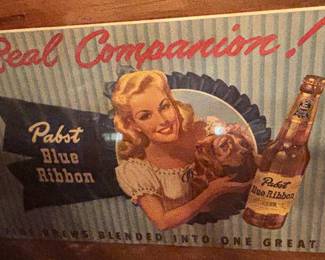 Real Companion!
Pabst
Blue
Ribbon
Pabst
Blue Ribbon
BREWS BLENDED INTO ONE GREAT